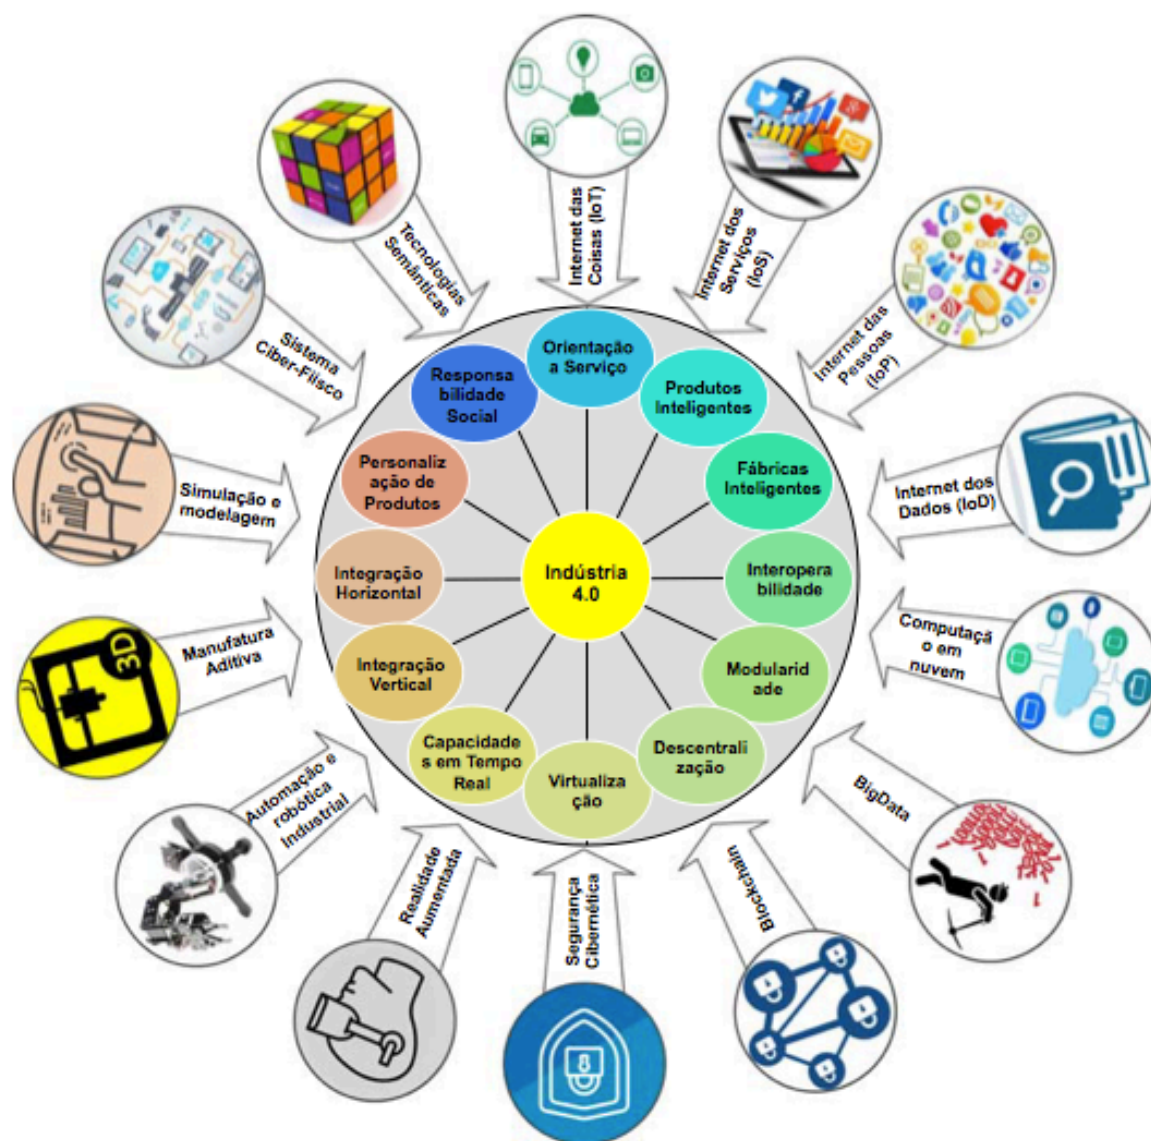 Internet das
Coisas (IoT)
Internet dos
Serviços
(IoS)
Internet das
Pessoas
(IoP)
Internet dos
Dados (IoD)
Computaçã
o em
nuvem
BigData
Blockchain
Segurança
Cibernética
Realidade
Aumentada
Automação e
robótica
Industrial
Manufatura
Aditiva
3D
Simulação e
modelagem
Sistema
Ciber-Fíisco
Tecnologias
Semânticas
Orientação
a Serviço
Produtos
Inteligentes
Fábricas
Inteligentes
Interopera
bilidade
Modularid
ade
Descentrali
zação
Virtualiza
ção
Capacidade
s em Tempo
Real
Integração
Vertical
Integração
Horizontal
Personaliz
ação de
Produtos
Responsa
bilidade
Social
Indústria
4.0